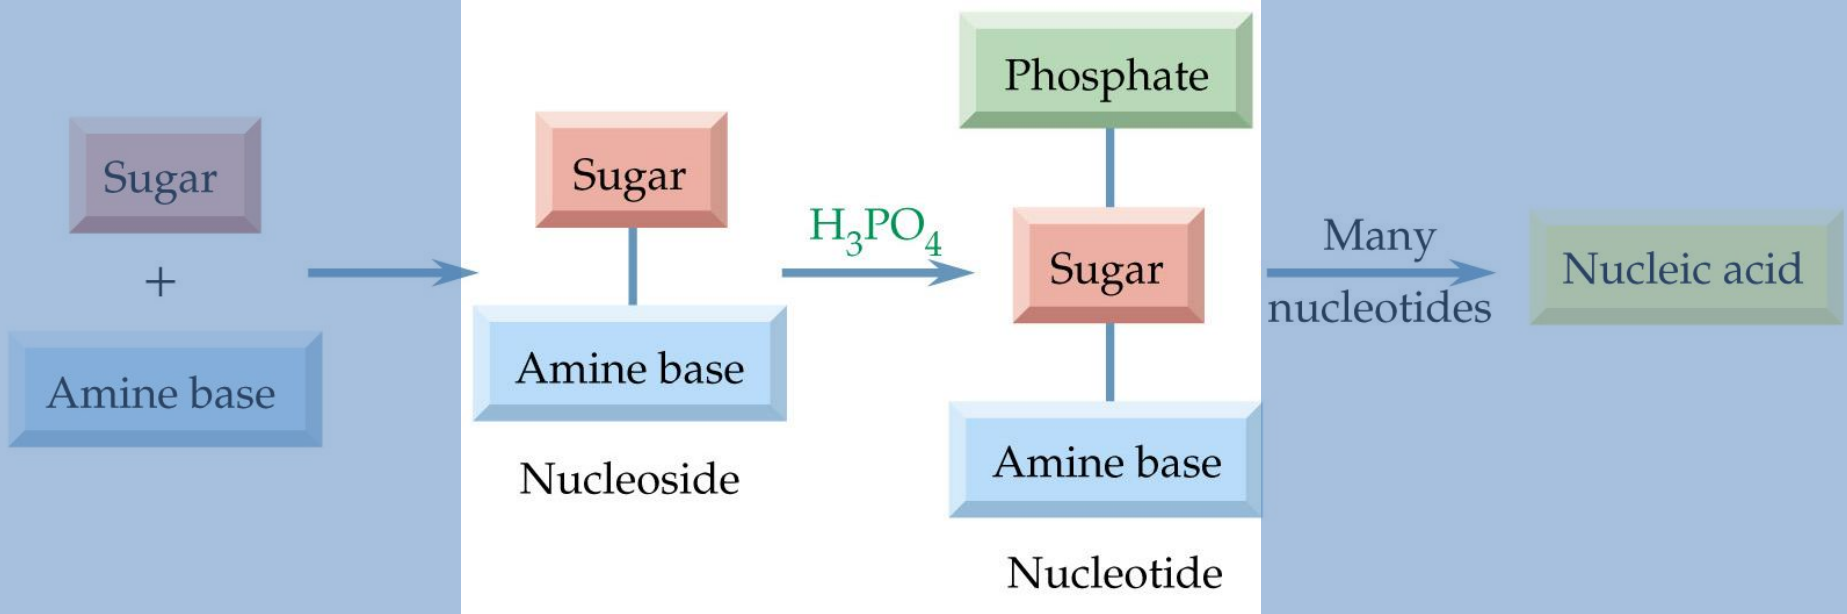 Sugar
+
Amine base
Sugar
Amine base
Nucleoside
H₃PO₄
Phosphate
Sugar
Amine base
Nucleotide
Many
nucleotides
Nucleic acid